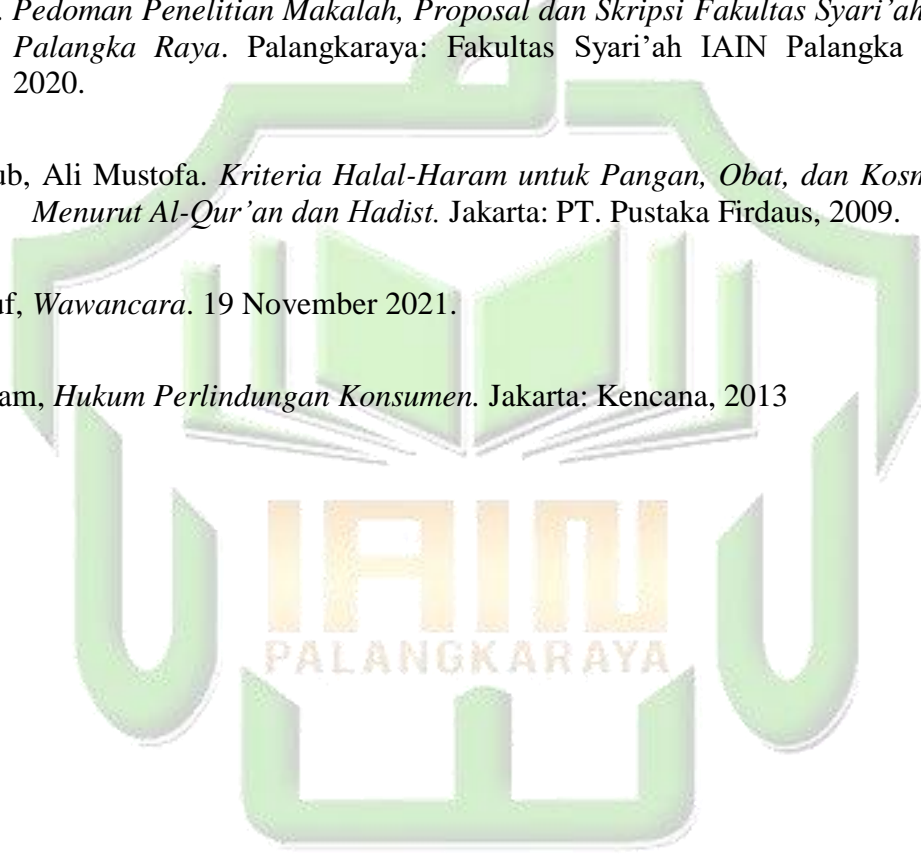 . Pedoman Penelitian Makalah, Proposal dan Skripsi Fakultas Syari’ah
Palangka Raya. Palangkaraya: Fakultas Syari’ah IAIN Palangka
2020.
ub, Ali Mustofa. Kriteria Halal-Haram untuk Pangan, Obat, dan Kosm
Menurut Al-Qur’an dan Hadist. Jakarta: PT. Pustaka Firdaus, 2009.
uf, Wawancara. 19 November 2021.
am, Hukum Perlindungan Konsumen. Jakarta: Kencana, 2013
IAIN
PALANGKARAYA